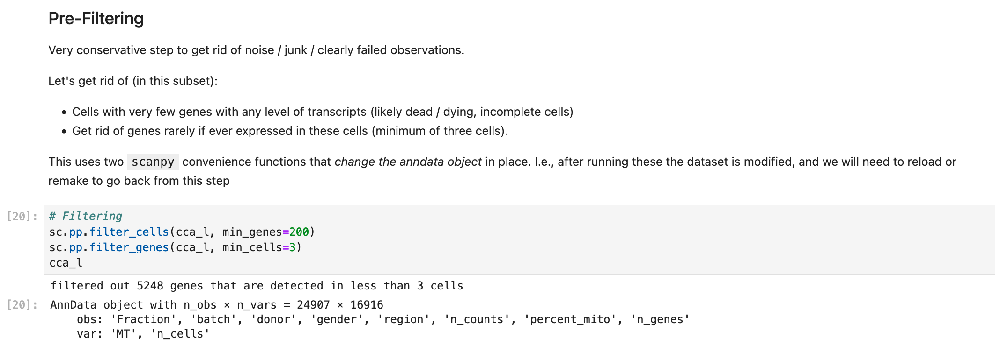 Pre-Filtering
Very conservative step to get rid of noise / junk / clearly failed observations.
Let's get rid of (in this subset):
• Cells with very few genes with any level of transcripts (likely dead / dying, incomplete cells)
• Get rid of genes rarely if ever expressed in these cells (minimum of three cells).
This uses two scanpy convenience functions that change the anndata object in place. I.e., after running these the dataset is modified, and we will need to reload or
remake to go back from this step
[20]: # Filtering
sc.pp.filter_cells(cca_l, min_genes=200)
sc.pp.filter_genes(cca_l, min_cells=3)
cca_l
filtered out 5248 genes that are detected in less than 3 cells
[20]: AnnData object with n_obs × n_vars = 24907 × 16916
    obs: 'Fraction', 'batch', 'donor', 'gender', 'region', 'n_counts', 'percent_mito', 'n_genes'
    var: 'MT', 'n_cells'